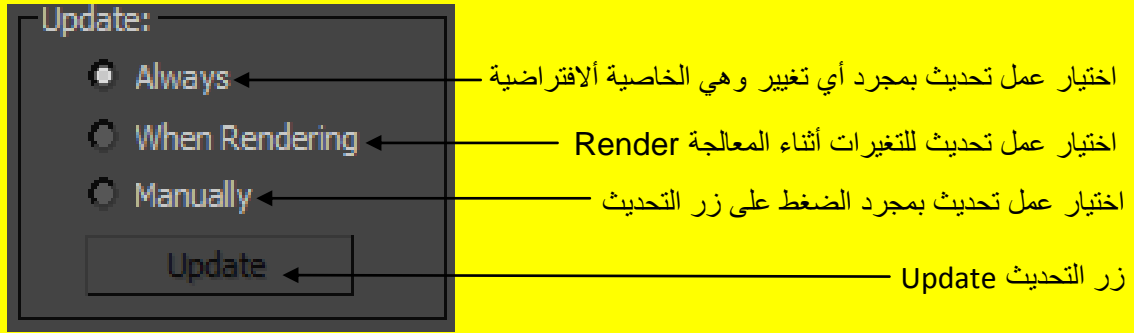 Update:
Always
اختيار عمل تحديث بمجرد أي تغيير وهي الخاصية ألافتراضية
When Rendering
اختيار عمل تحديث للتغيرات أثناء المعالجة Render
Manually
اختيار عمل تحديث بمجرد الضغط على زر التحديث
Update
زر التحديث Update